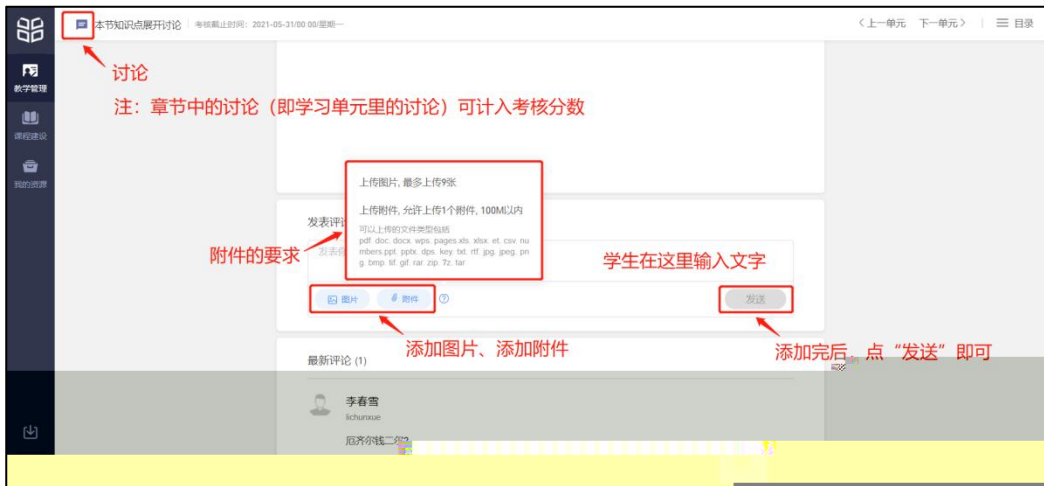 本节知识点展开讨论 考核截止时间：2021-05-31/00:00/星期一
<上一单元 下一单元> 目录
教学管理
课程建设
我的资源
讨论
注：章节中的讨论（即学习单元里的讨论）可计入考核分数
上传图片, 最多上传9张
上传附件, 允许上传1个附件, 100M以内
可以上传的文件类型包括
pdf doc. docx. wps. pages.xls. xlsx. et. csv. nu
mbers.ppt. pptx. dps. key. txt. rtf. jpg. jpeg. pn
g. bmp. tif. gif. rar. zip. 7z. tar
发表评
附件的要求
学生在这里输入文字
图片
附件
发送
添加图片、添加附件
添加完后，点“发送”即可
最新评论 (1)
李春雪
lichunxue